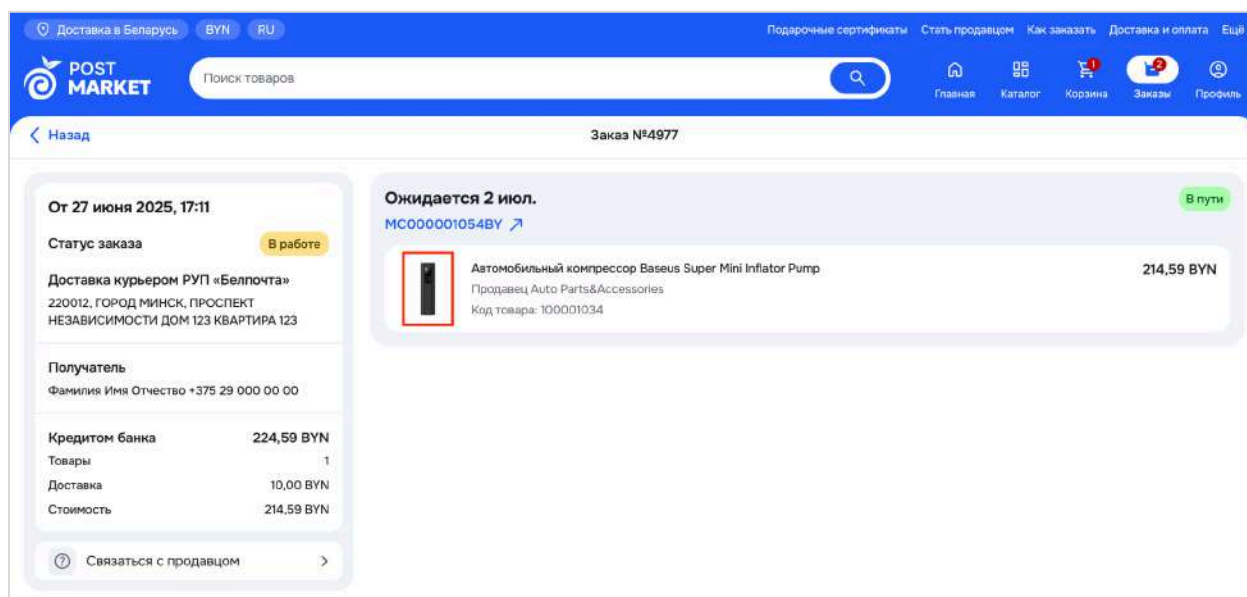 Доставка в Беларусь BYN RU
Подарочные сертификаты Стать продавцом Как заказать Доставка и оплата Ещё
POST
MARKET
Поиск товаров
1 2
Главная Каталог Корзина Заказы Профиль
Назад
Заказ №4977
От 27 июня 2025, 17:11
Статус заказа В работе
Доставка курьером РУП «Белпочта»
220012, ГОРОД МИНСК, ПРОСПЕКТ
НЕЗАВИСИМОСТИ ДОМ 123 КВАРТИРА 123
Получатель
Фамилия Имя Отчество +375 29 000 00 00
Кредитом банка 224,59 BYN
Товары 1
Доставка 10,00 BYN
Стоимость 214,59 BYN
Связаться с продавцом
Ожидается 2 июл. В пути
MC000001054BY
Автомобильный компрессор Baseus Super Mini Inflator Pump 214,59 BYN
Продавец Auto Parts&Accessories
Код товара: 100001034